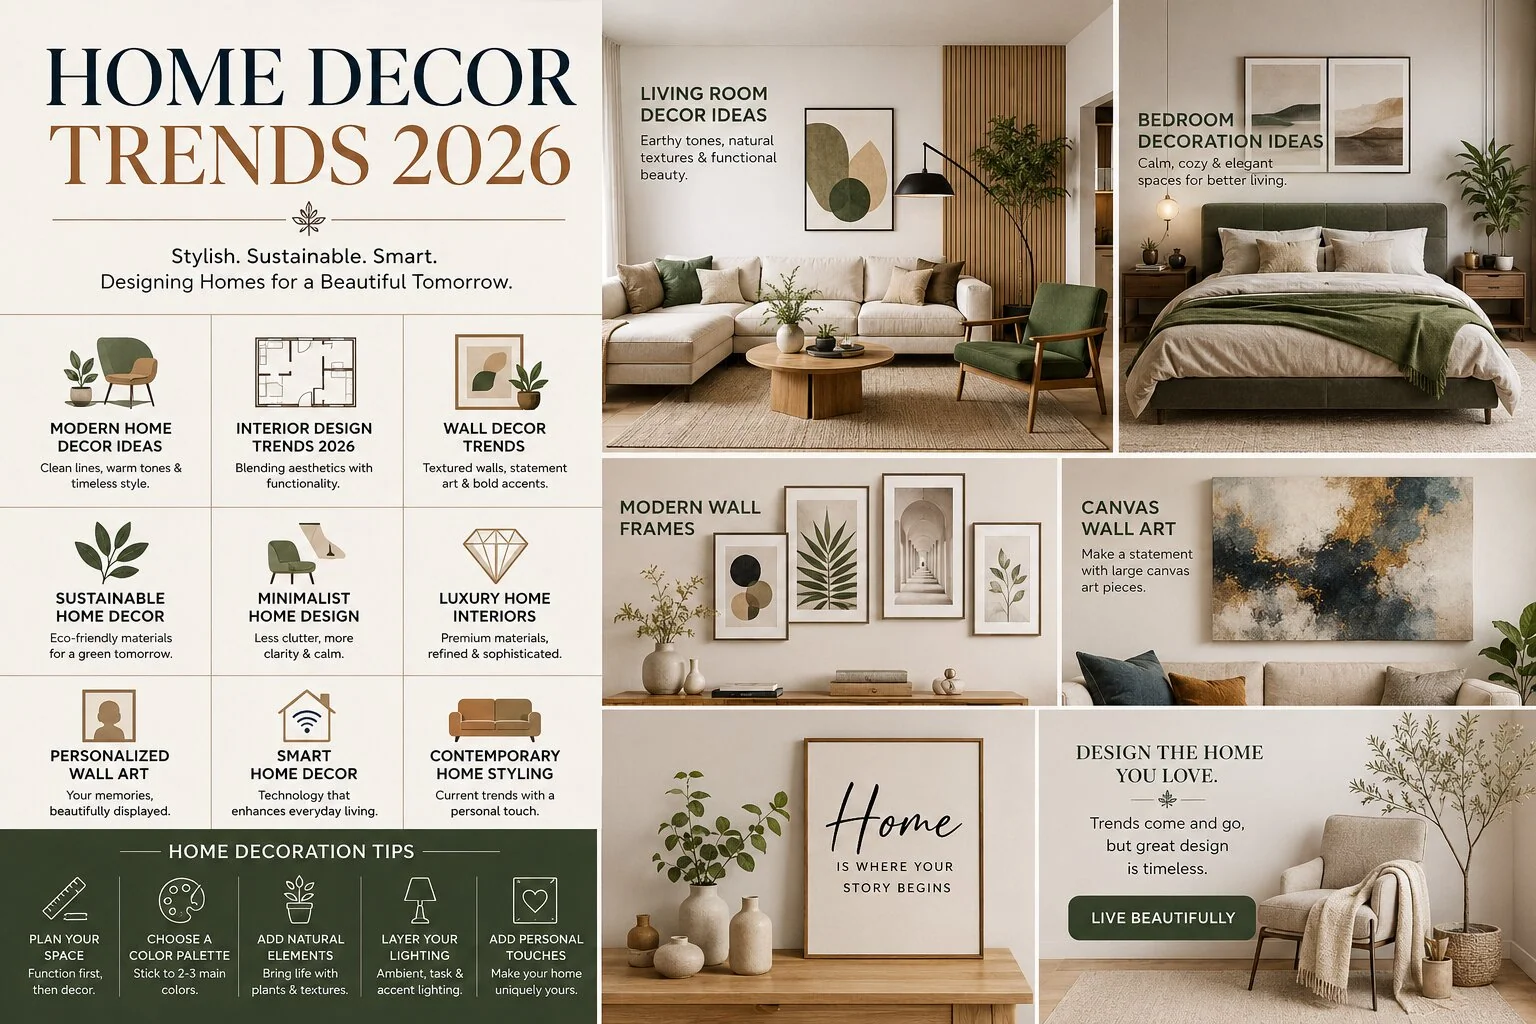 HOME DECOR
TRENDS 2026
Stylish. Sustainable. Smart.
Designing Homes for a Beautiful Tomorrow.
MODERN HOME
DECOR IDEAS
Clean lines, warm tones &
timeless style.
INTERIOR DESIGN
TRENDS 2026
Blending aesthetics with
functionality.
WALL DECOR
TRENDS
Textured walls, statement
art & bold accents.
SUSTAINABLE
HOME DECOR
Eco-friendly materials
for a green tomorrow.
MINIMALIST
HOME DESIGN
Less clutter, more
clarity & calm.
LUXURY HOME
INTERIORS
Premium materials,
refined & sophisticated.
PERSONALIZED
WALL ART
Your memories,
beautifully displayed.
SMART
HOME DECOR
Technology that
enhances everyday living.
CONTEMPORARY
HOME STYLING
Current trends with a
personal touch.
HOME DECORATION TIPS
PLAN YOUR
SPACE
Function first,
then decor.
CHOOSE A
COLOR PALETTE
Stick to 2-3 main
colors.
ADD NATURAL
ELEMENTS
Bring life with
plants & textures.
LAYER YOUR
LIGHTING
Ambient, task &
accent lighting.
ADD PERSONAL
TOUCHES
Make your home
uniquely yours.
LIVING ROOM
DECOR IDEAS
Earthy tones, natural
textures & functional
beauty.
BEDROOM
DECORATION IDEAS
Calm, cozy & elegant
spaces for better living.
MODERN WALL
FRAMES
CANVAS
WALL ART
Make a statement
with large canvas
art pieces.
Home
IS WHERE YOUR
STORY BEGINS
DESIGN THE HOME
YOU LOVE.
Trends come and go,
but great design
is timeless.
LIVE BEAUTIFULLY